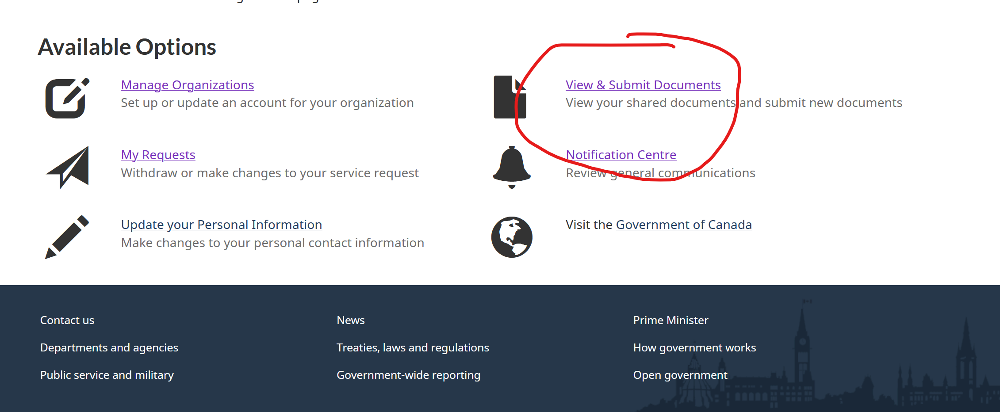 Available Options
Manage Organizations
Set up or update an account for your organization
View & Submit Documents
View your shared documents and submit new documents
My Requests
Withdraw or make changes to your service request
Notification Centre
Review general communications
Update your Personal Information
Make changes to your personal contact information
Visit the Government of Canada
Contact us
News
Prime Minister
Departments and agencies
Treaties, laws and regulations
How government works
Public service and military
Government-wide reporting
Open government